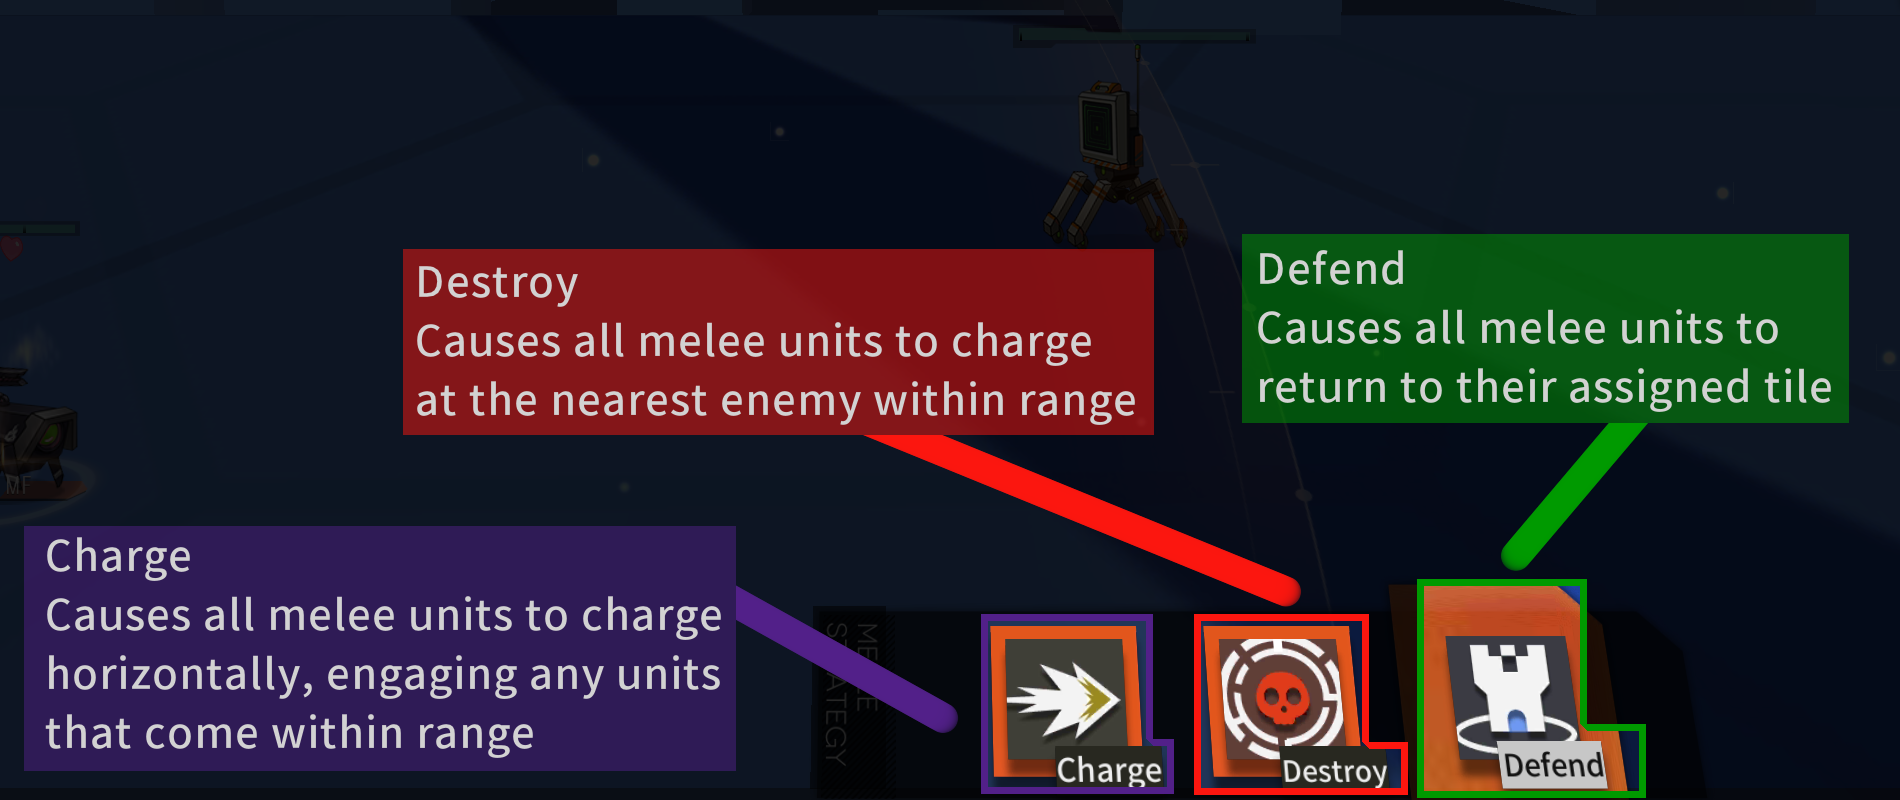 Destroy
Causes all melee units to charge
at the nearest enemy within range
Defend
Causes all melee units to
return to their assigned tile
Charge
Causes all melee units to charge
horizontally, engaging any units
that come within range
MF
STRATEGY
Charge
Destroy
Defend